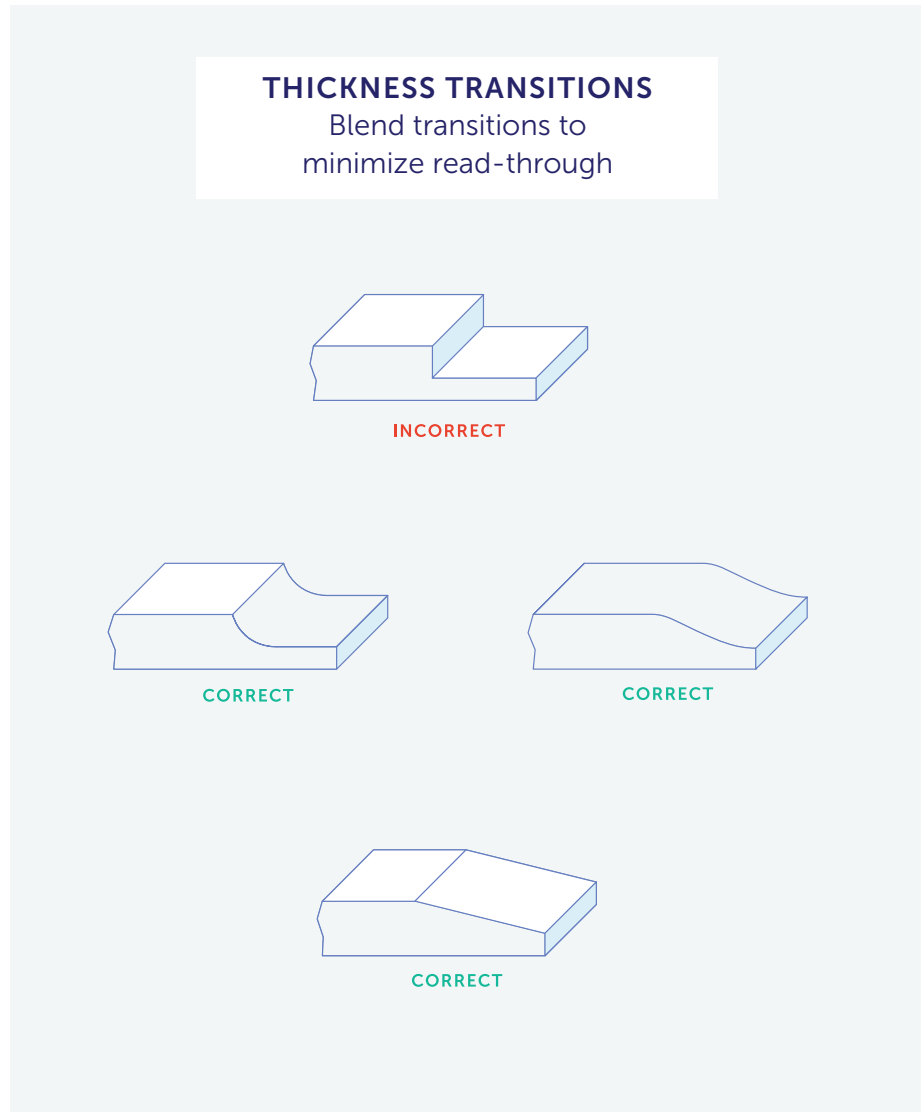 THICKNESS TRANSITIONS
Blend transitions to
minimize read-through
INCORRECT
CORRECT
CORRECT
CORRECT